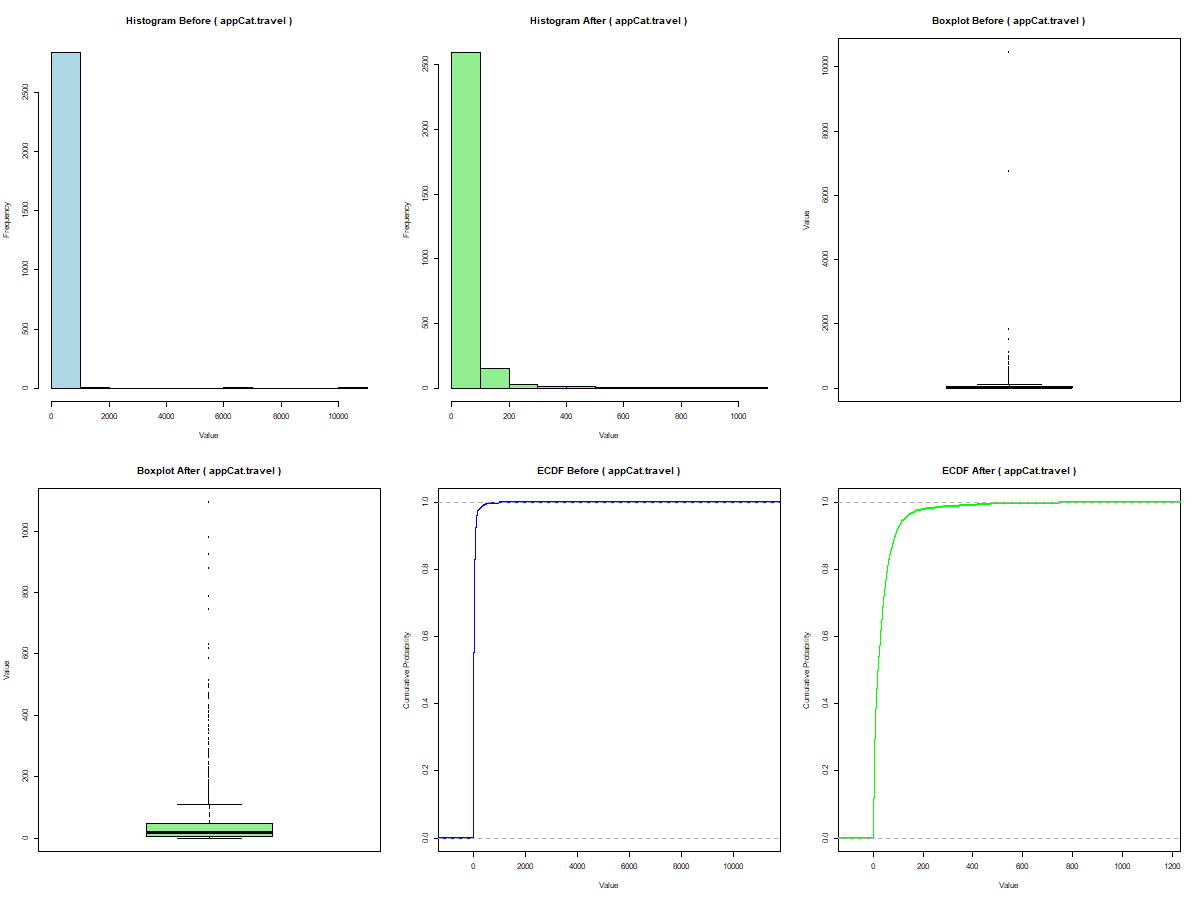 Histogram Before ( appCat.travel )
Frequency
0 500 1000 1500 2000 2500
0 2000 4000 6000 8000 10000
Value
Histogram After ( appCat.travel )
Frequency
0 500 1000 1500 2000 2500
0 200 400 600 800 1000
Value
Boxplot Before ( appCat.travel )
Value
0 2000 4000 6000 8000 10000
Boxplot After ( appCat.travel )
Value
0 200 400 600 800 1000
ECDF Before ( appCat.travel )
Cumulative Probability
0.0 0.2 0.4 0.6 0.8 1.0
0 2000 4000 6000 8000 10000
Value
ECDF After ( appCat.travel )
Cumulative Probability
0.0 0.2 0.4 0.6 0.8 1.0
0 200 400 600 800 1000 1200
Value